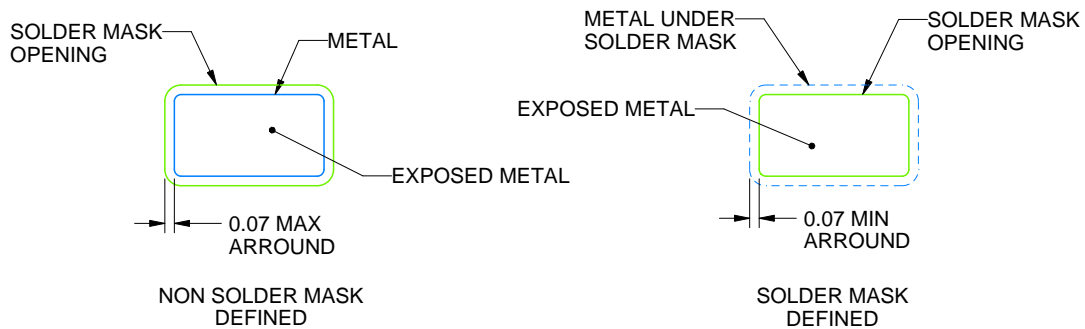 SOLDER MASK
OPENING
METAL
EXPOSED METAL
0.07 MAX
ARROUND
NON SOLDER MASK
DEFINED
METAL UNDER
SOLDER MASK
SOLDER MASK
OPENING
EXPOSED METAL
0.07 MIN
ARROUND
SOLDER MASK
DEFINED